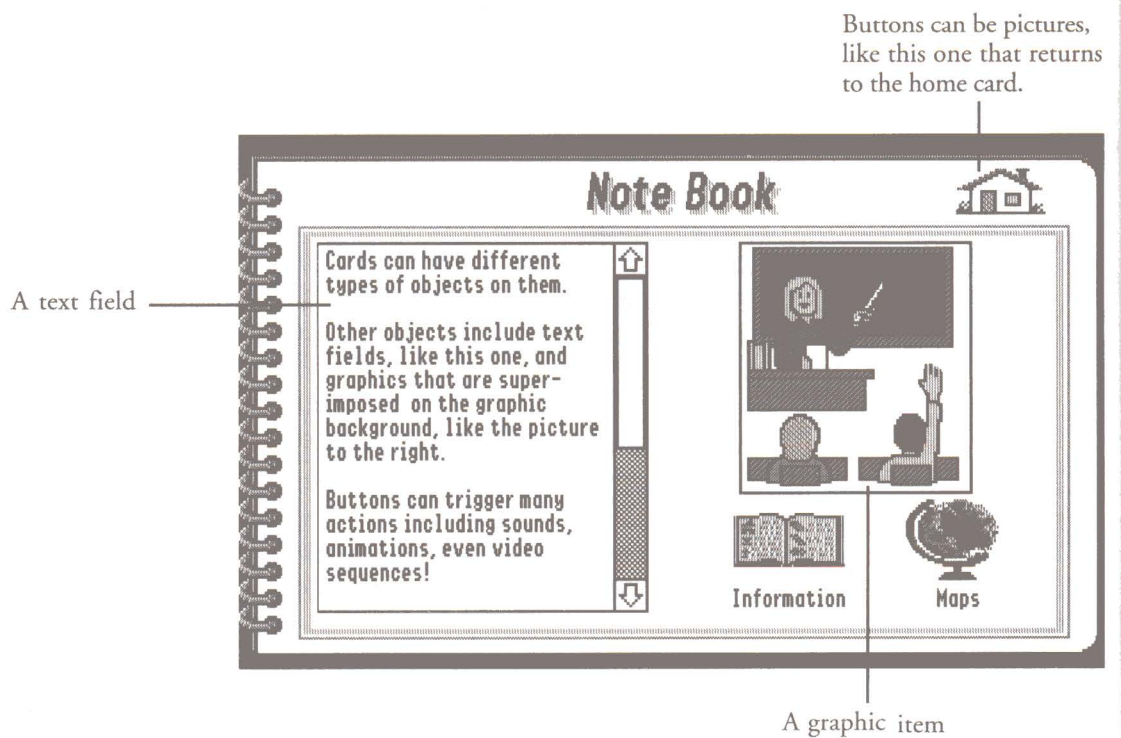 Buttons can be pictures,
like this one that returns
to the home card.
Note Book
A text field
Cards can have different
types of objects on them.
Other objects include text
fields, like this one, and
graphics that are super-
imposed on the graphic
background, like the picture
to the right.
Buttons can trigger many
actions including sounds,
animations, even video
sequences!
Information
Maps
A graphic item